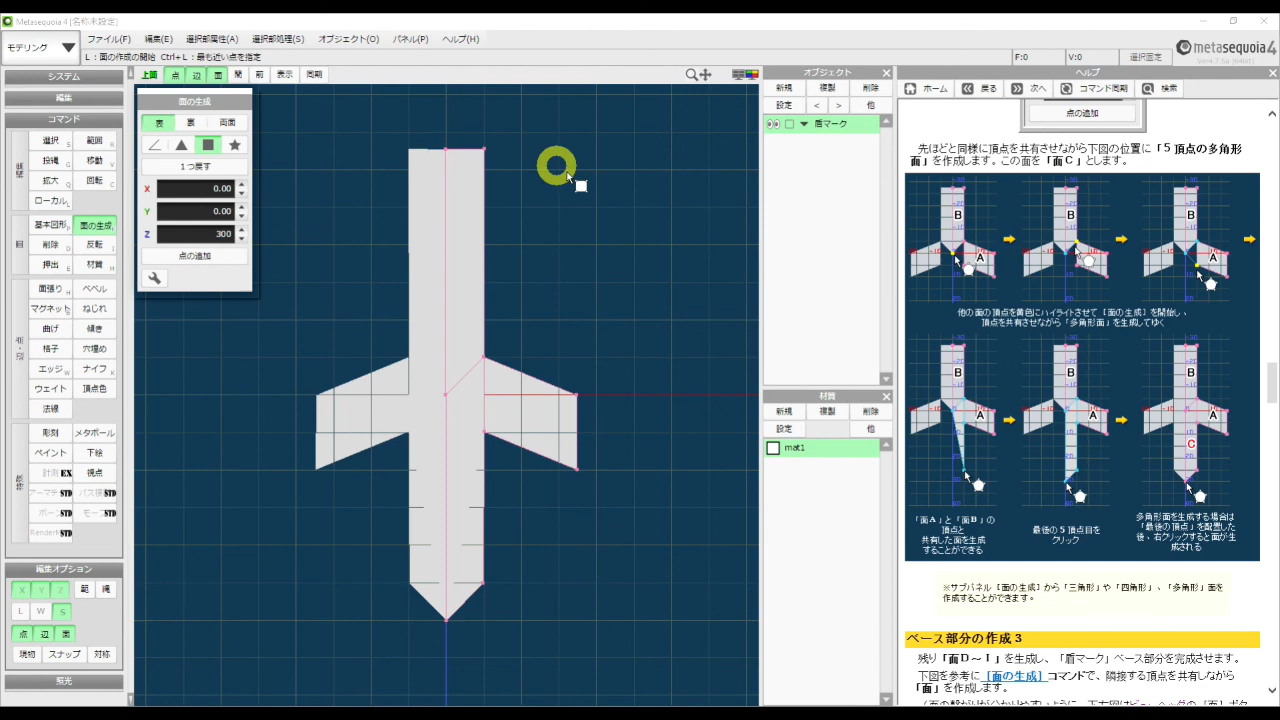 Metasequoia 4 [名称未設定]
モデリング
ファイル(F) 編集(E) 選択部属性(A) 選択部処理(S) オブジェクト(O) パネル(P) ヘルプ(H)
L：面の作成の開始 Ctrl+L：最も近い点を指定
F:0 V:0 選択固定
metasequoia 4
Ver4.7.5a (64bit)
システム
編集
コマンド
選択 範囲
投縄 移動
拡大 回転
ローカル
基本図形 面の生成
削除 反転
押出 材質
面張り ベベル
マグネット ねじれ
曲げ 傾き
格子 穴埋め
エッジ ナイフ
ウェイト 頂点色
法線
彫刻 メタボール
ペイント 下絵
計測 EX 視点
STD
編集オプション
X Y Z 範 縄
L W S
点 辺 面
現物 スナップ 対称
照光
上面 点 辺 面 簡 前 表示 同期
面の生成
表 裏 両面
1つ戻す
X 0.00
Y 0.00
Z 300
点の追加
オブジェクト
新規 複製 削除
設定 < > 他
盾マーク
材質
新規 複製 削除
設定 他
mat1
ヘルプ
ホーム 戻る 次へ コマンド同期 検索
点の追加
先ほどと同様に頂点を共有させながら下図の位置に「５頂点の多角形
面」を作成します。この面を「面Ｃ」とします。
B A
B
B A
他の面の頂点を黄色にハイライトさせて［面の生成］を開始し、
頂点を共有させながら「多角形面」を生成してゆく
B A
B A
B A C
「面Ａ」と「面Ｂ」の
頂点と
共有した面を生成
することができる
最後の５頂点目を
クリック
多角形面を生成する場合は
「最後の頂点」を配置した
後、右クリックすると面が生
成される
※サブパネル［面の生成］から「三角形」や「四角形」、「多角形」面を
作成することができます。
ベース部分の作成３
残り「面Ｄ～Ｉ」を生成し、「盾マーク」ベース部分を完成させます。
下図を参考に［面の生成］コマンドで、隣接する頂点を共有しながら
「面」を作成します。